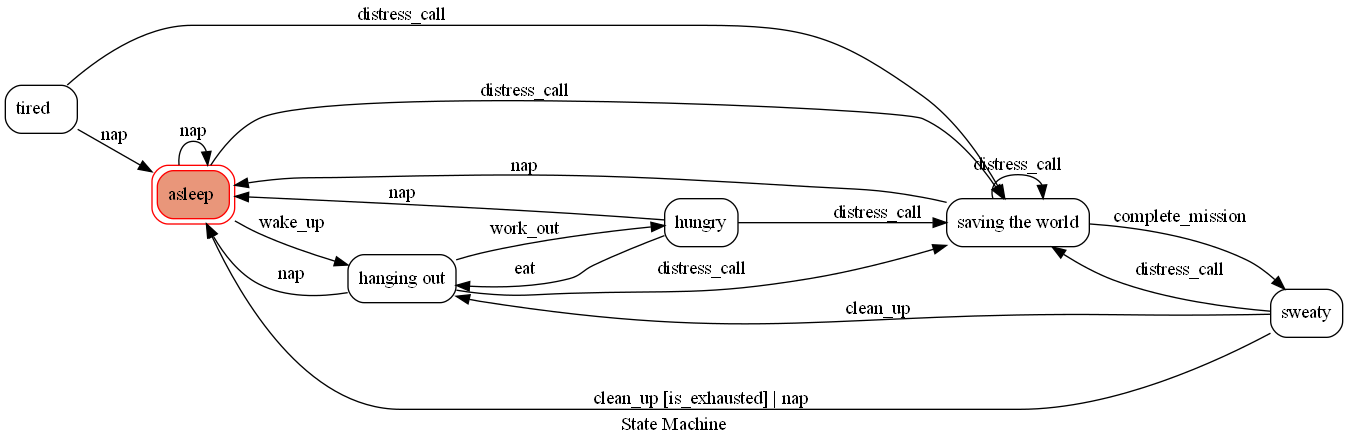 distress_call
distress_call
tired
nap
nap
asleep
nap
distress_call
nap
wake_up
work_out
hungry
distress_call
saving the world
complete_mission
nap
hanging out
eat
distress_call
distress_call
clean_up
sweaty
clean_up [is_exhausted] | nap
State Machine